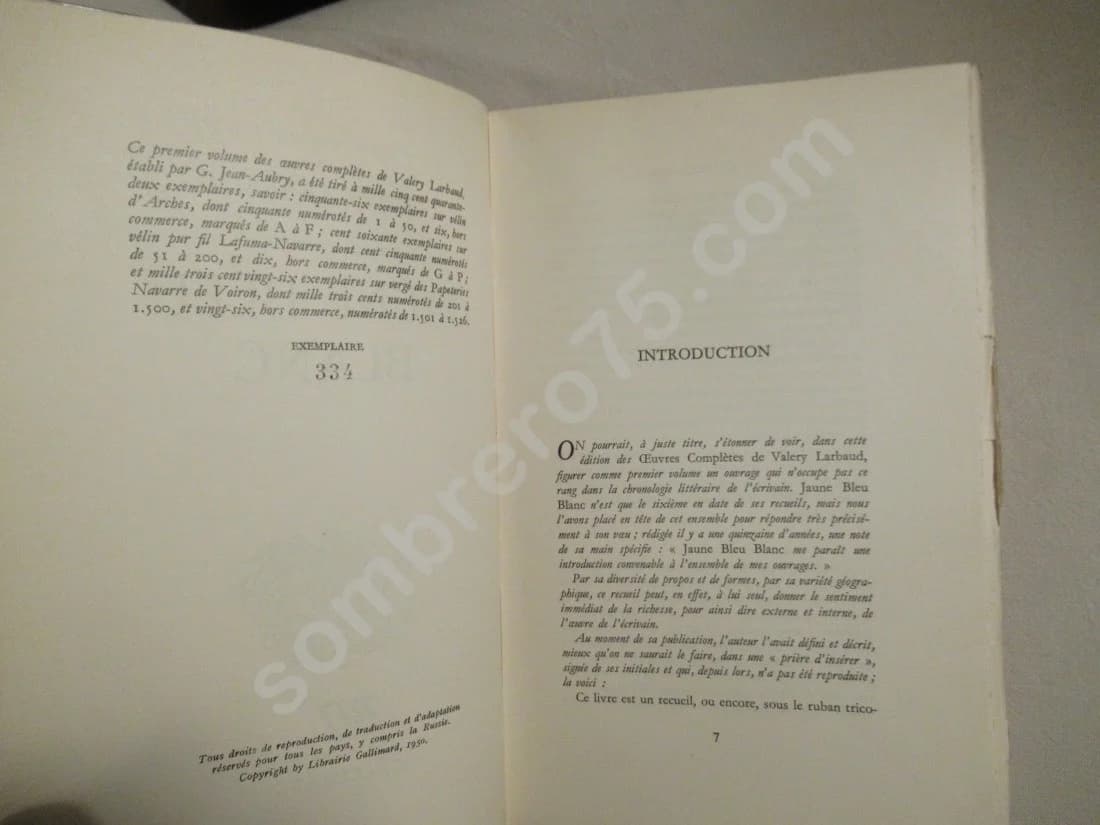 Ce premier volume des œuvres complètes de Valery Larbaud,
établi par G. Jean-Aubry, a été tiré à mille cinq cent quarante-
deux exemplaires, savoir : cinquante-six exemplaires sur vélin
d'Arches, dont cinquante numérotés de 1 à 50, et six, hors
commerce, marqués de A à F ; cent soixante exemplaires sur
vélin pur fil Lafuma-Navarre, dont cent cinquante numérotés
de 51 à 200, et dix, hors commerce, marqués de G à P ;
et mille trois cent vingt-six exemplaires sur vergé des Papeteries
Navarre de Voiron, dont mille trois cents numérotés de 201 à
1.500, et vingt-six, hors commerce, numérotés de 1.501 à 1.526.
EXEMPLAIRE
334
Tous droits de reproduction, de traduction et d'adaptation
réservés pour tous les pays, y compris la Russie.
Copyright by Librairie Gallimard, 1950.
INTRODUCTION
ON pourrait, à juste titre, s'étonner de voir, dans cette
édition des Œuvres Complètes de Valery Larbaud,
figurer comme premier volume un ouvrage qui n'occupe pas ce
rang dans la chronologie littéraire de l'écrivain. Jaune Bleu
Blanc n'est que le sixième en date de ses recueils, mais nous
l'avons placé en tête de cet ensemble pour répondre très précisé-
ment à son vœu ; rédigée il y a une quinzaine d'années, une note
de sa main spécifie : « Jaune Bleu Blanc me paraît une
introduction convenable à l'ensemble de mes ouvrages. »
Par sa diversité de propos et de formes, par sa variété géogra-
phique, ce recueil peut, en effet, à lui seul, donner le sentiment
immédiat de la richesse, pour ainsi dire externe et interne, de
l'œuvre de l'écrivain.
Au moment de sa publication, l'auteur l'avait défini et décrit,
mieux qu'on ne saurait le faire, dans une « prière d'insérer »,
signée de ses initiales et qui, depuis lors, n'a pas été reproduite ;
la voici :
Ce livre est un recueil, ou encore, sous le ruban trico-
7
sombrero75.com